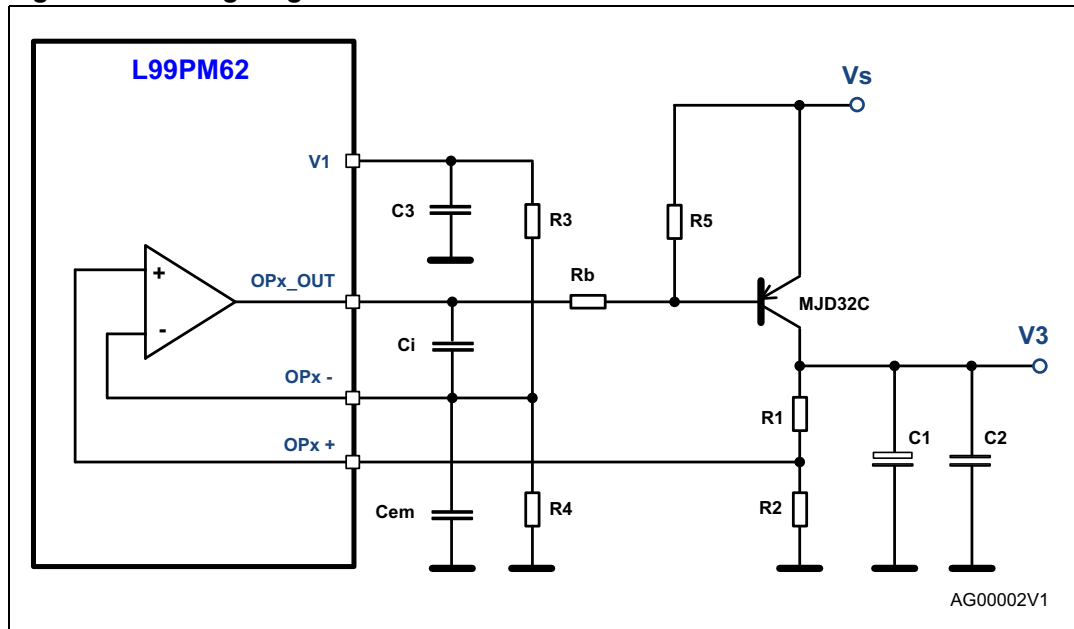 L99PM62
Vs
V1
C3
R3
R5
+
OPx_OUT
Rb
MJD32C
-
Ci
V3
OPx -
R1
C1
C2
OPx +
Cem
R4
R2
AG00002V1